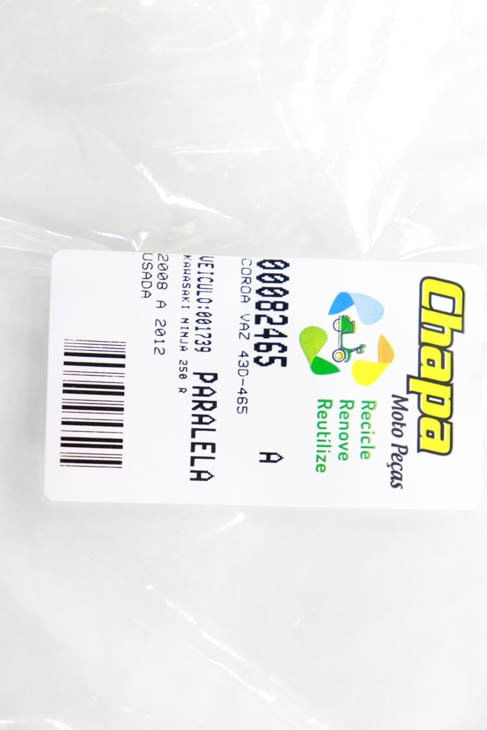 Chapa
Moto Peças
Recicle
Renove
Reutilize
00082465 A
COROA VAZ 43D-465
VEICULO:001739 PARALELA
KAWASAKI NINJA 250 R
2008 A 2012
USADA